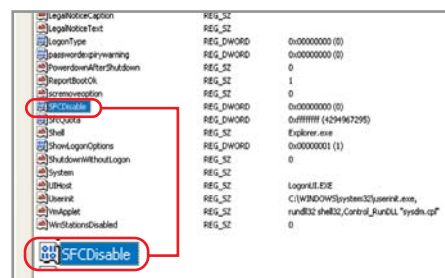 LegalNoticeCaption REG_SZ
LegalNoticeText REG_SZ
LogonType REG_DWORD 0x00000000 (0)
passwordexpirywarning REG_DWORD 0x00000000 (0)
PowerdownAfterShutdown REG_SZ 0
ReportBootOk REG_SZ 1
scremoveoption REG_SZ 0
SFCDisable REG_DWORD 0x00000000 (0)
SfcQuota REG_DWORD 0xffffffff (4294967295)
Shell REG_SZ Explorer.exe
ShowLogonOptions REG_DWORD 0x00000001 (1)
ShutdownWithoutLogon REG_SZ 0
System REG_SZ
UIHost REG_SZ LogonUI.EXE
Userinit REG_SZ C:\WINDOWS\system32\userinit.exe,
VmApplet REG_SZ rundll32 shell32,Control_RunDLL "sysdm.cpl"
WinStationsDisabled REG_SZ 0
SFCDisable